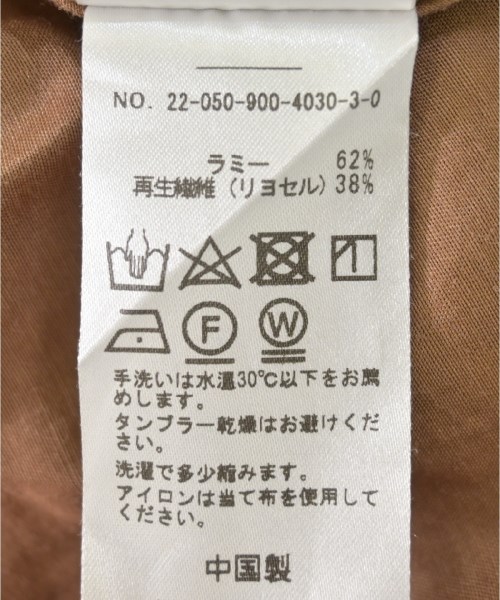 NO. 22-050-900-4030-3-0
ラミー 62%
再生繊維（リヨセル）38%
F W
手洗いは水温30℃以下をお薦
めします。
タンブラー乾燥はお避けくだ
さい。
洗濯で多少縮みます。
アイロンは当て布を使用して
ください。
中国製